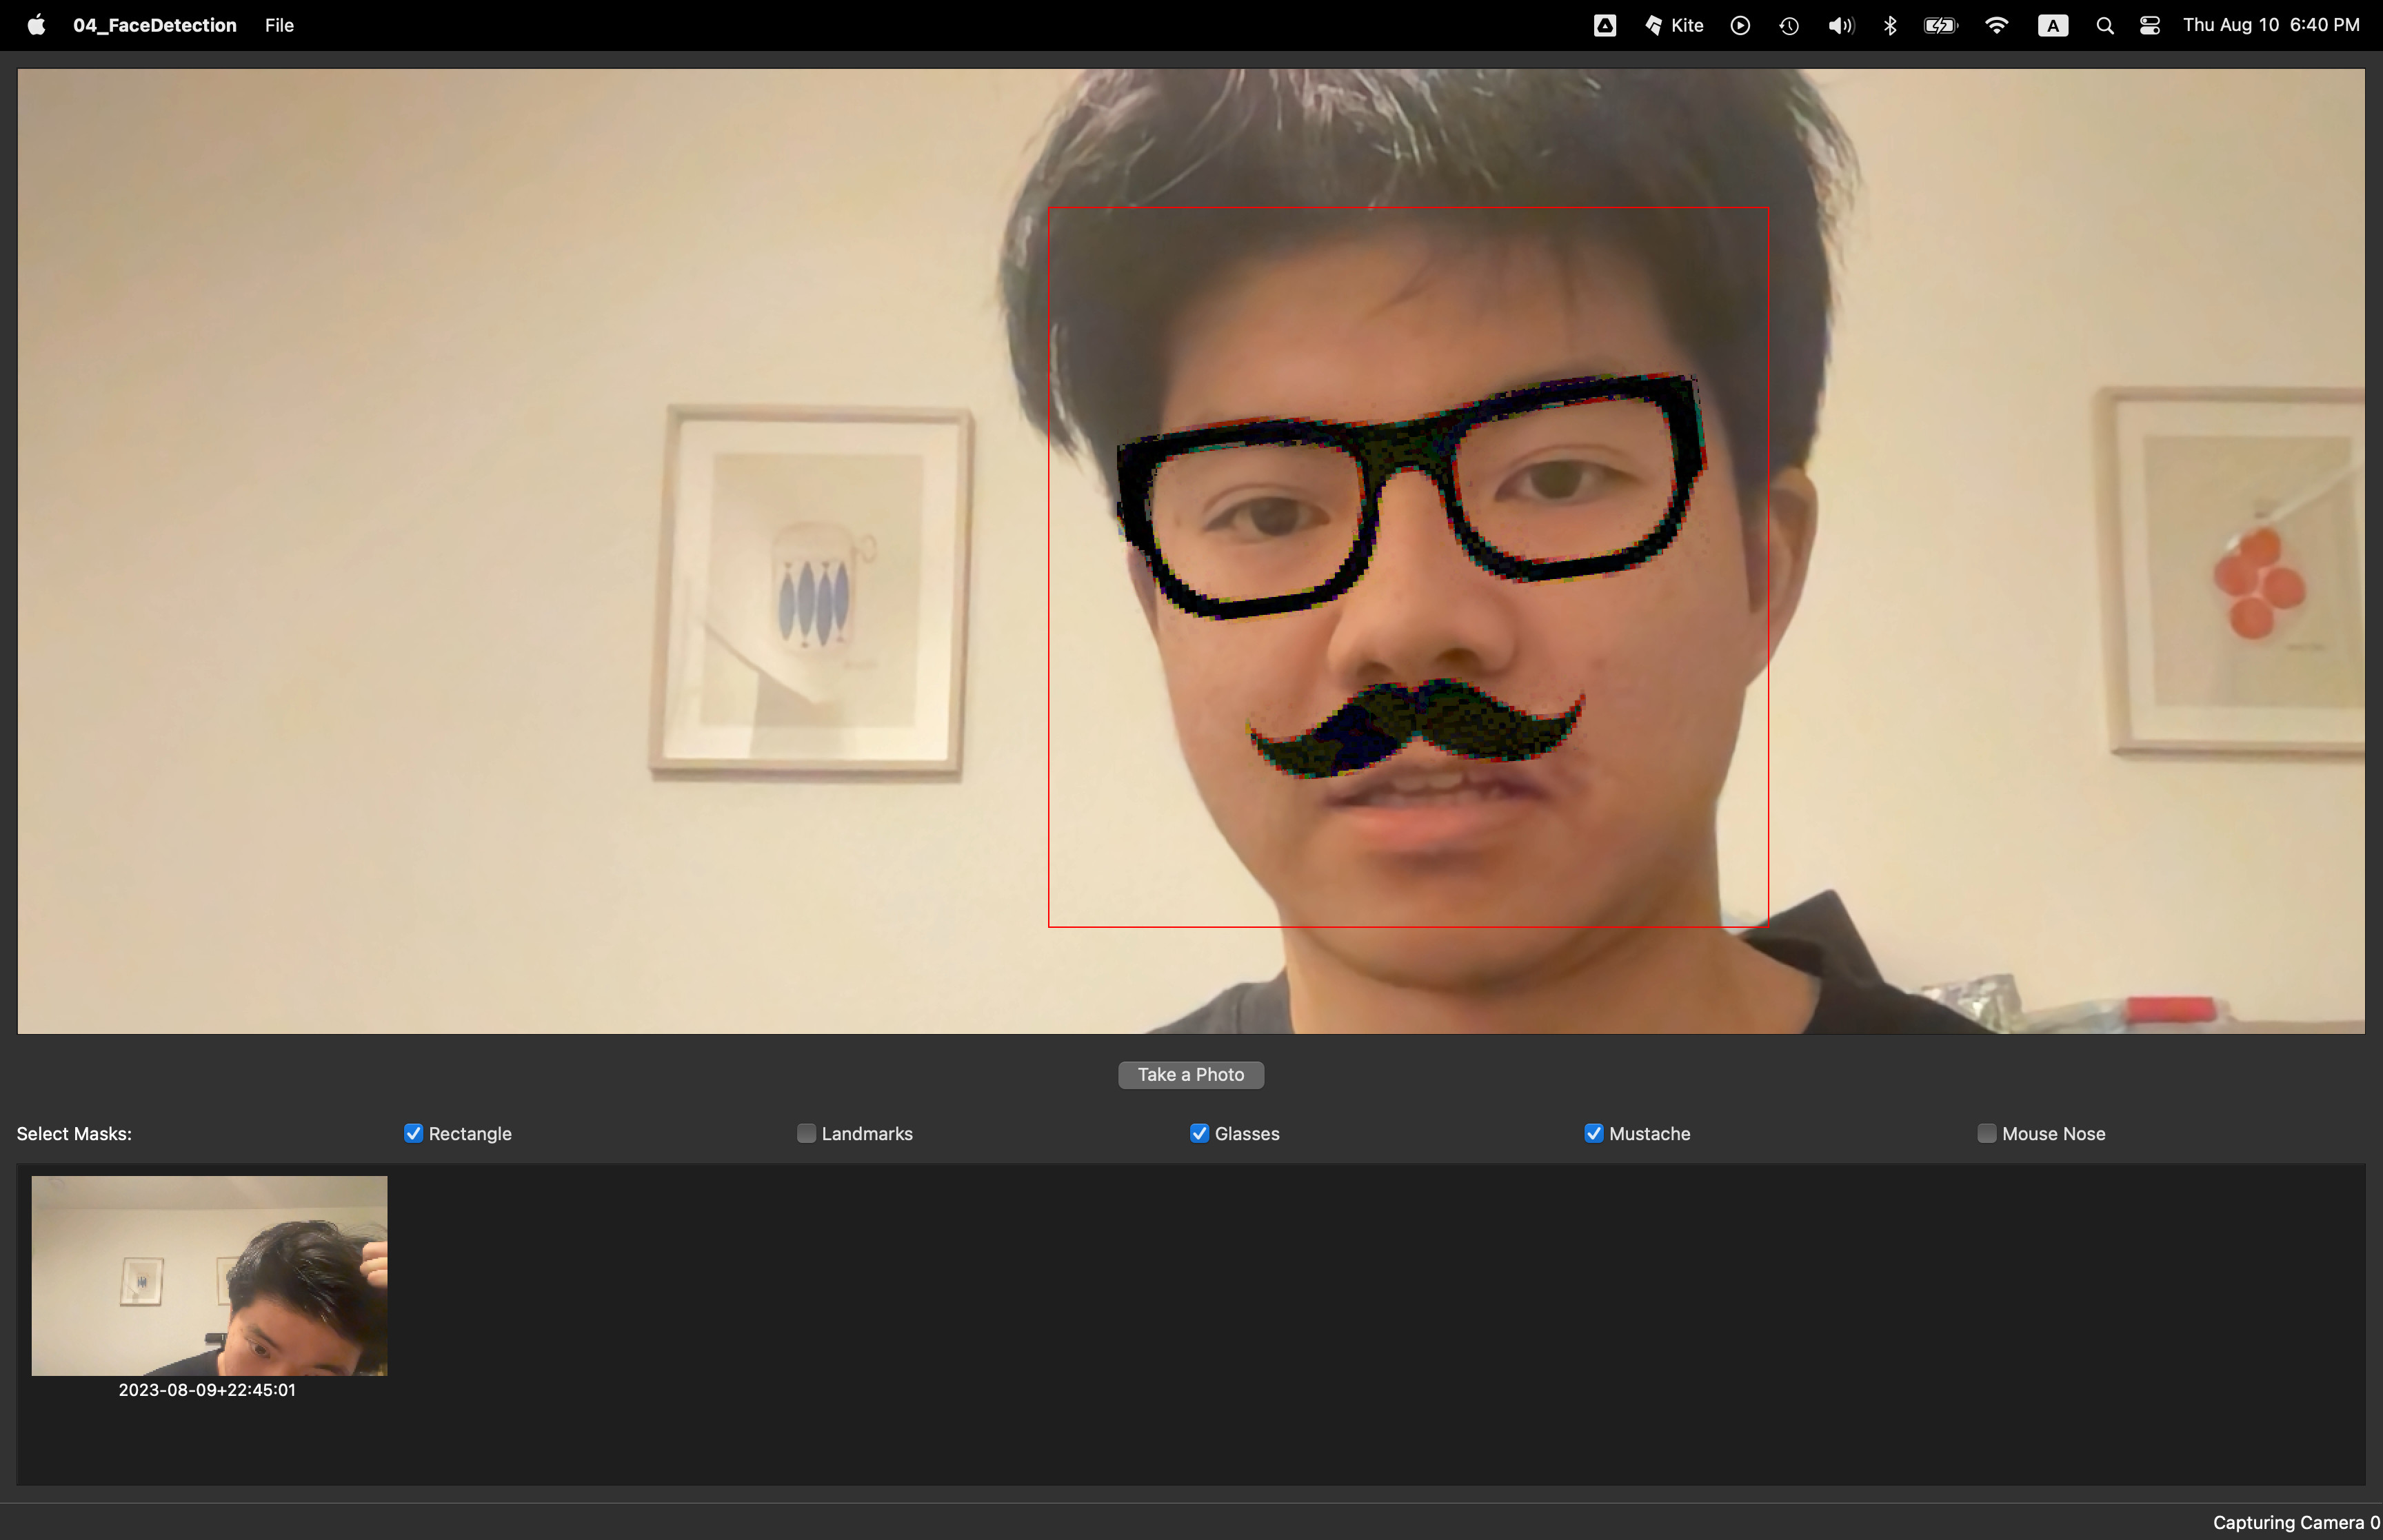 04_FaceDetection File Kite A Thu Aug 10 6:40 PM
Take a Photo
Select Masks: Rectangle Landmarks Glasses Mustache Mouse Nose
2023-08-09+22:45:01
Capturing Camera 0